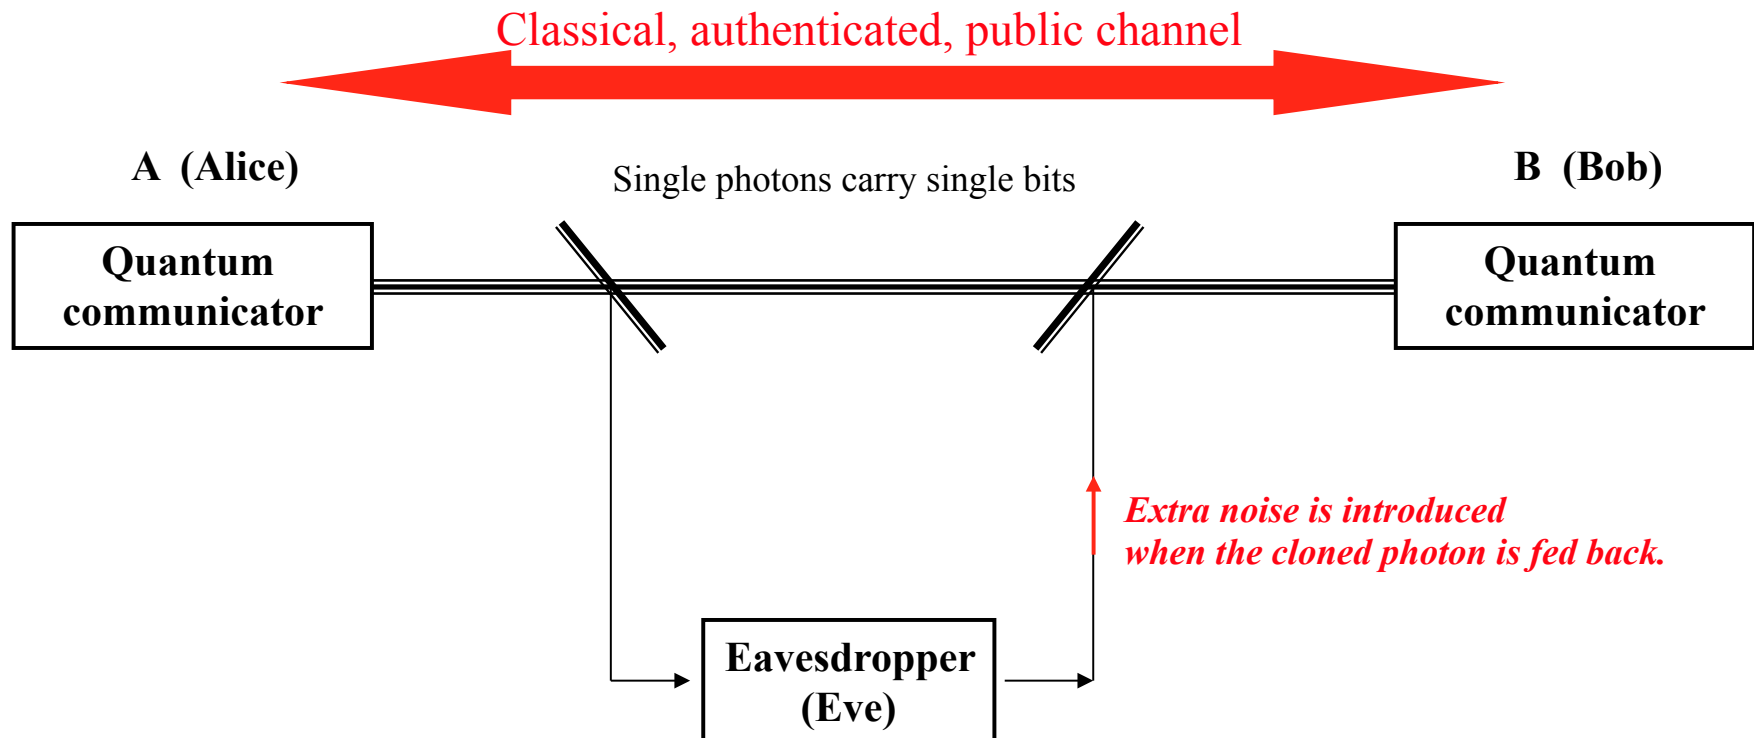 Classical, authenticated, public channel
A (Alice)
Single photons carry single bits
B (Bob)
Quantum
communicator
Quantum
communicator
Extra noise is introduced
when the cloned photon is fed back.
Eavesdropper
(Eve)